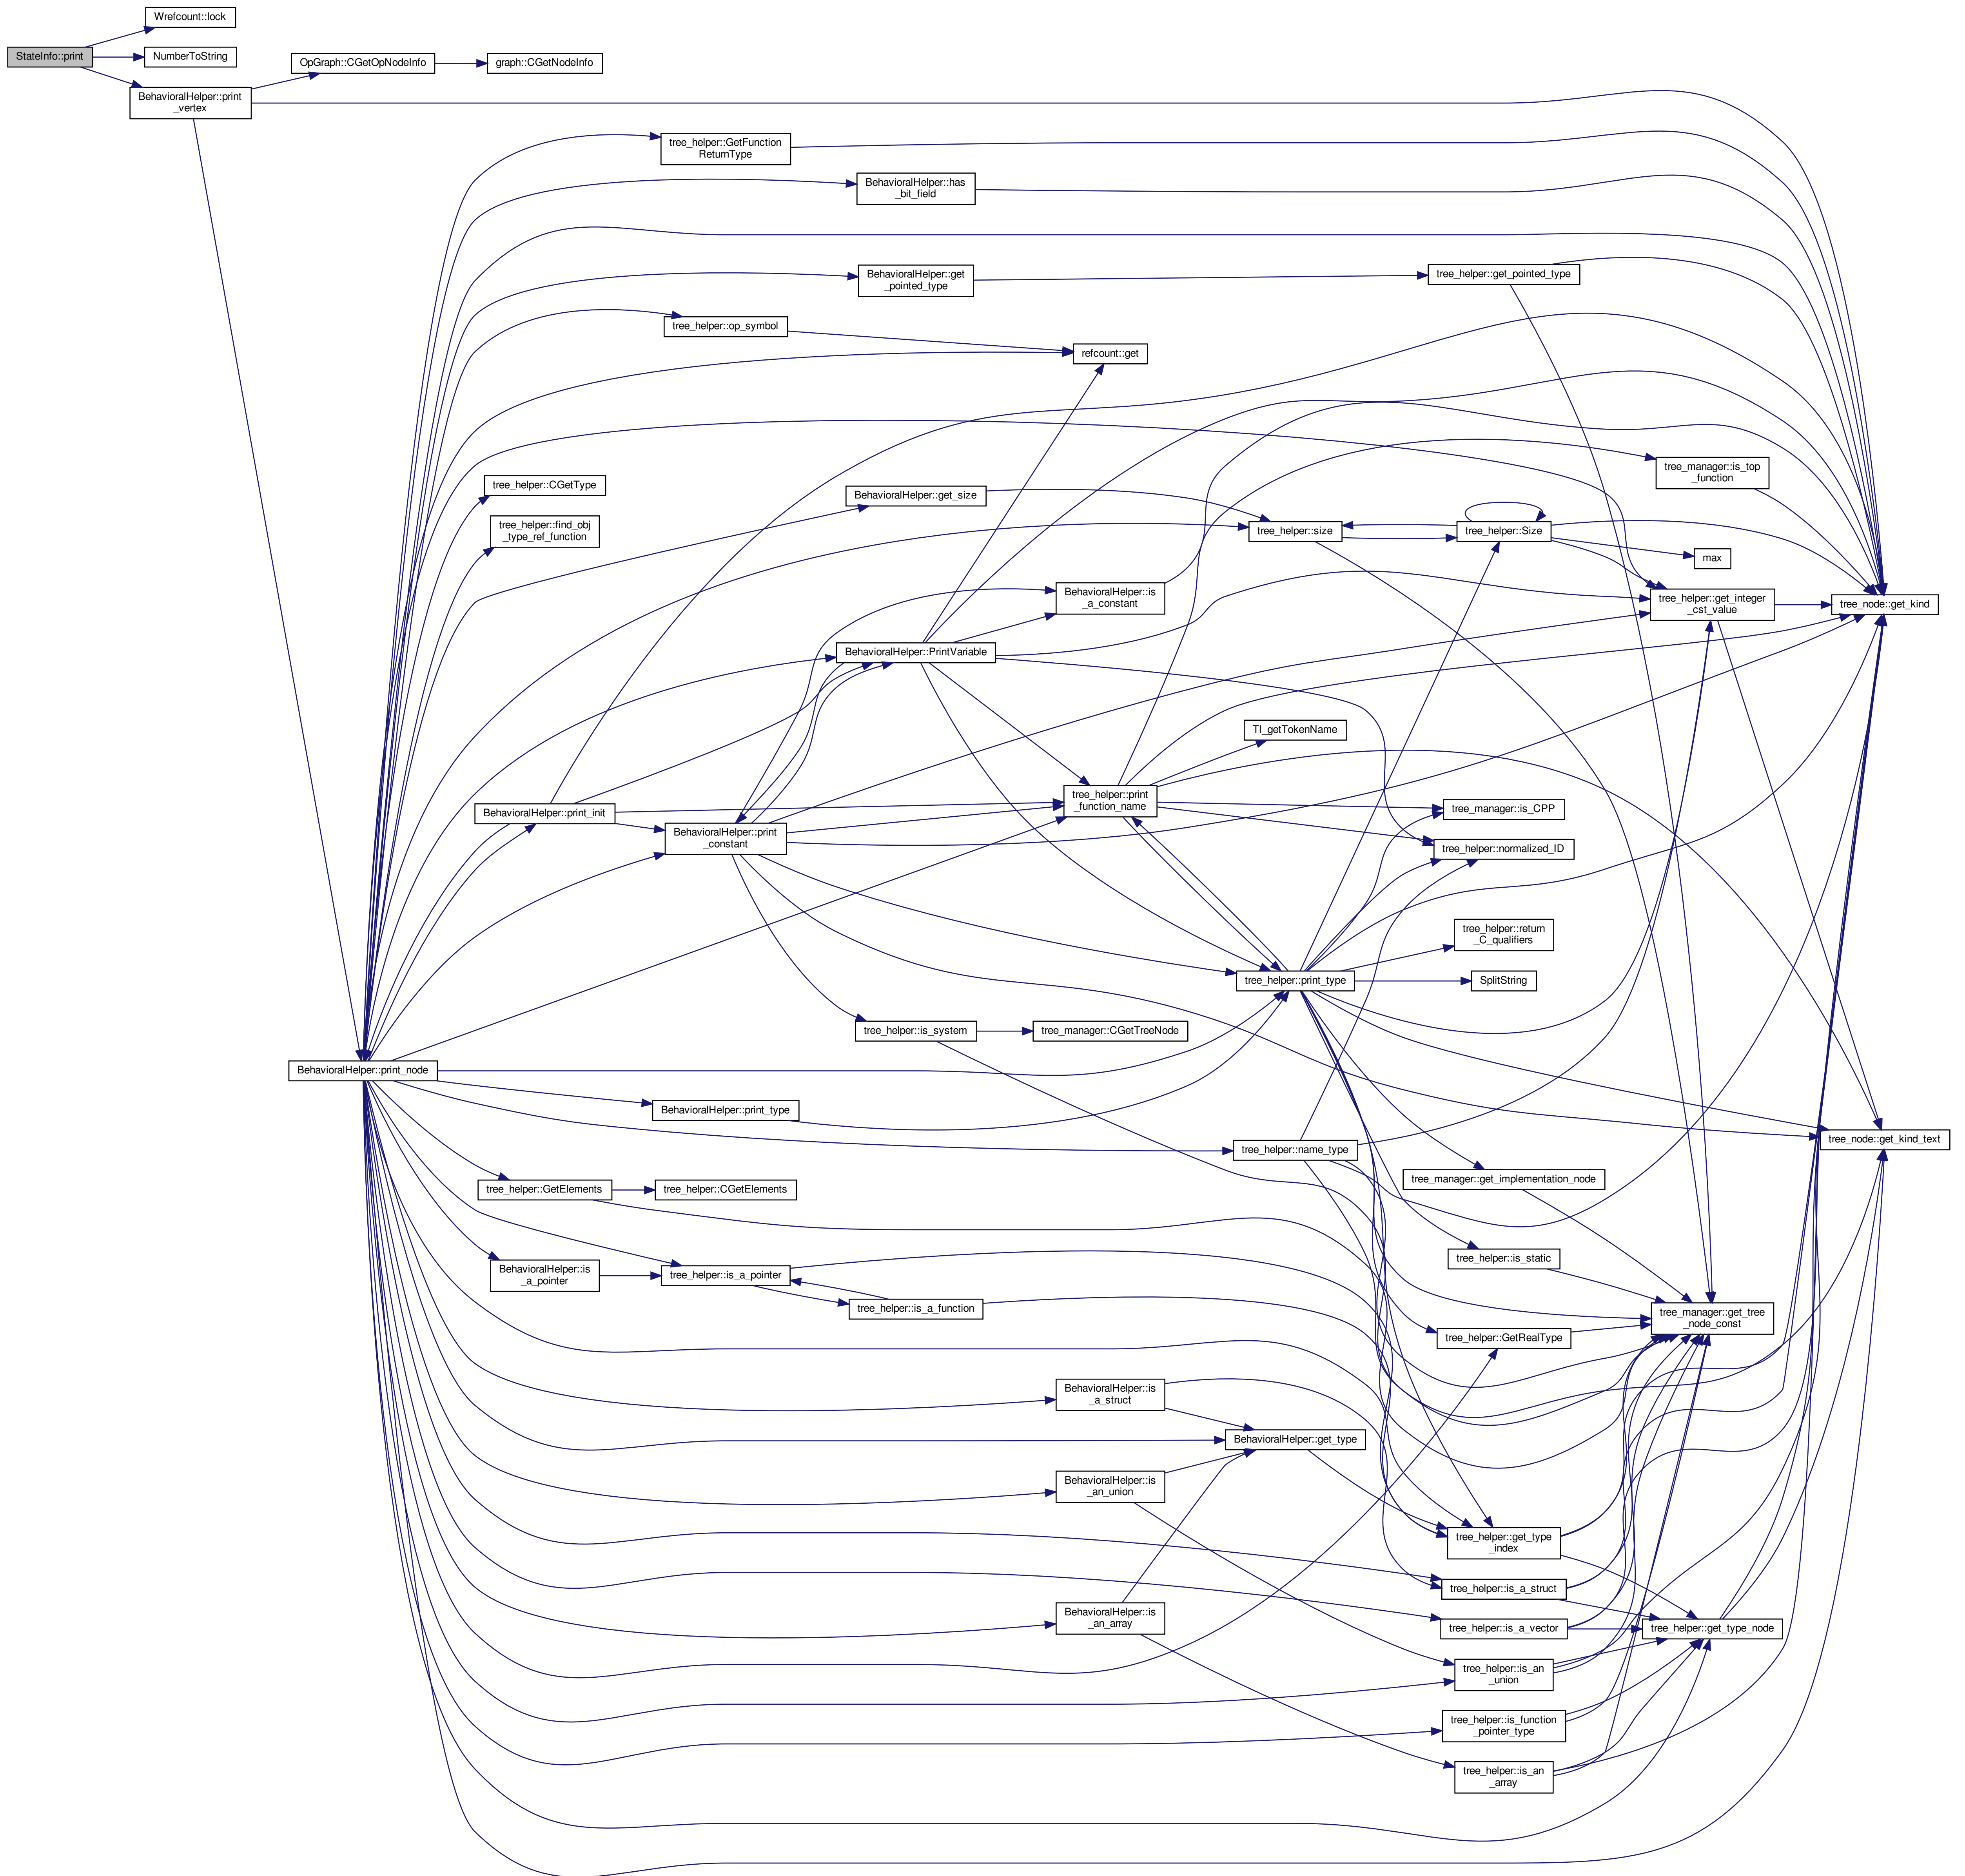 Wrefcount::lock
StateInfo::print
NumberToString
OpGraph::CGetOpNodeInfo
graph::CGetNodeInfo
BehavioralHelper::print
_vertex
tree_helper::GetFunction
ReturnType
BehavioralHelper::has
_bit_field
BehavioralHelper::get
_pointed_type
tree_helper::get_pointed_type
tree_helper::op_symbol
refcount::get
tree_manager::is_top
_function
tree_helper::CGetType
BehavioralHelper::get_size
tree_helper::find_obj
_type_ref_function
tree_helper::size
tree_helper::Size
max
BehavioralHelper::is
_a_constant
tree_helper::get_integer
_cst_value
tree_node::get_kind
BehavioralHelper::PrintVariable
TI_getTokenName
BehavioralHelper::print_init
tree_helper::print
_function_name
tree_manager::is_CPP
BehavioralHelper::print
_constant
tree_helper::normalized_ID
tree_helper::return
_C_qualifiers
tree_helper::print_type
SplitString
tree_helper::is_system
tree_manager::CGetTreeNode
BehavioralHelper::print_node
BehavioralHelper::print_type
tree_helper::name_type
tree_node::get_kind_text
tree_manager::get_implementation_node
tree_helper::GetElements
tree_helper::CGetElements
tree_helper::is_static
BehavioralHelper::is
_a_pointer
tree_helper::is_a_pointer
tree_helper::is_a_function
tree_manager::get_tree
_node_const
tree_helper::GetRealType
BehavioralHelper::is
_a_struct
BehavioralHelper::get_type
BehavioralHelper::is
_an_union
tree_helper::get_type
_index
tree_helper::is_a_struct
BehavioralHelper::is
_an_array
tree_helper::is_a_vector
tree_helper::get_type_node
tree_helper::is_an
_union
tree_helper::is_function
_pointer_type
tree_helper::is_an
_array